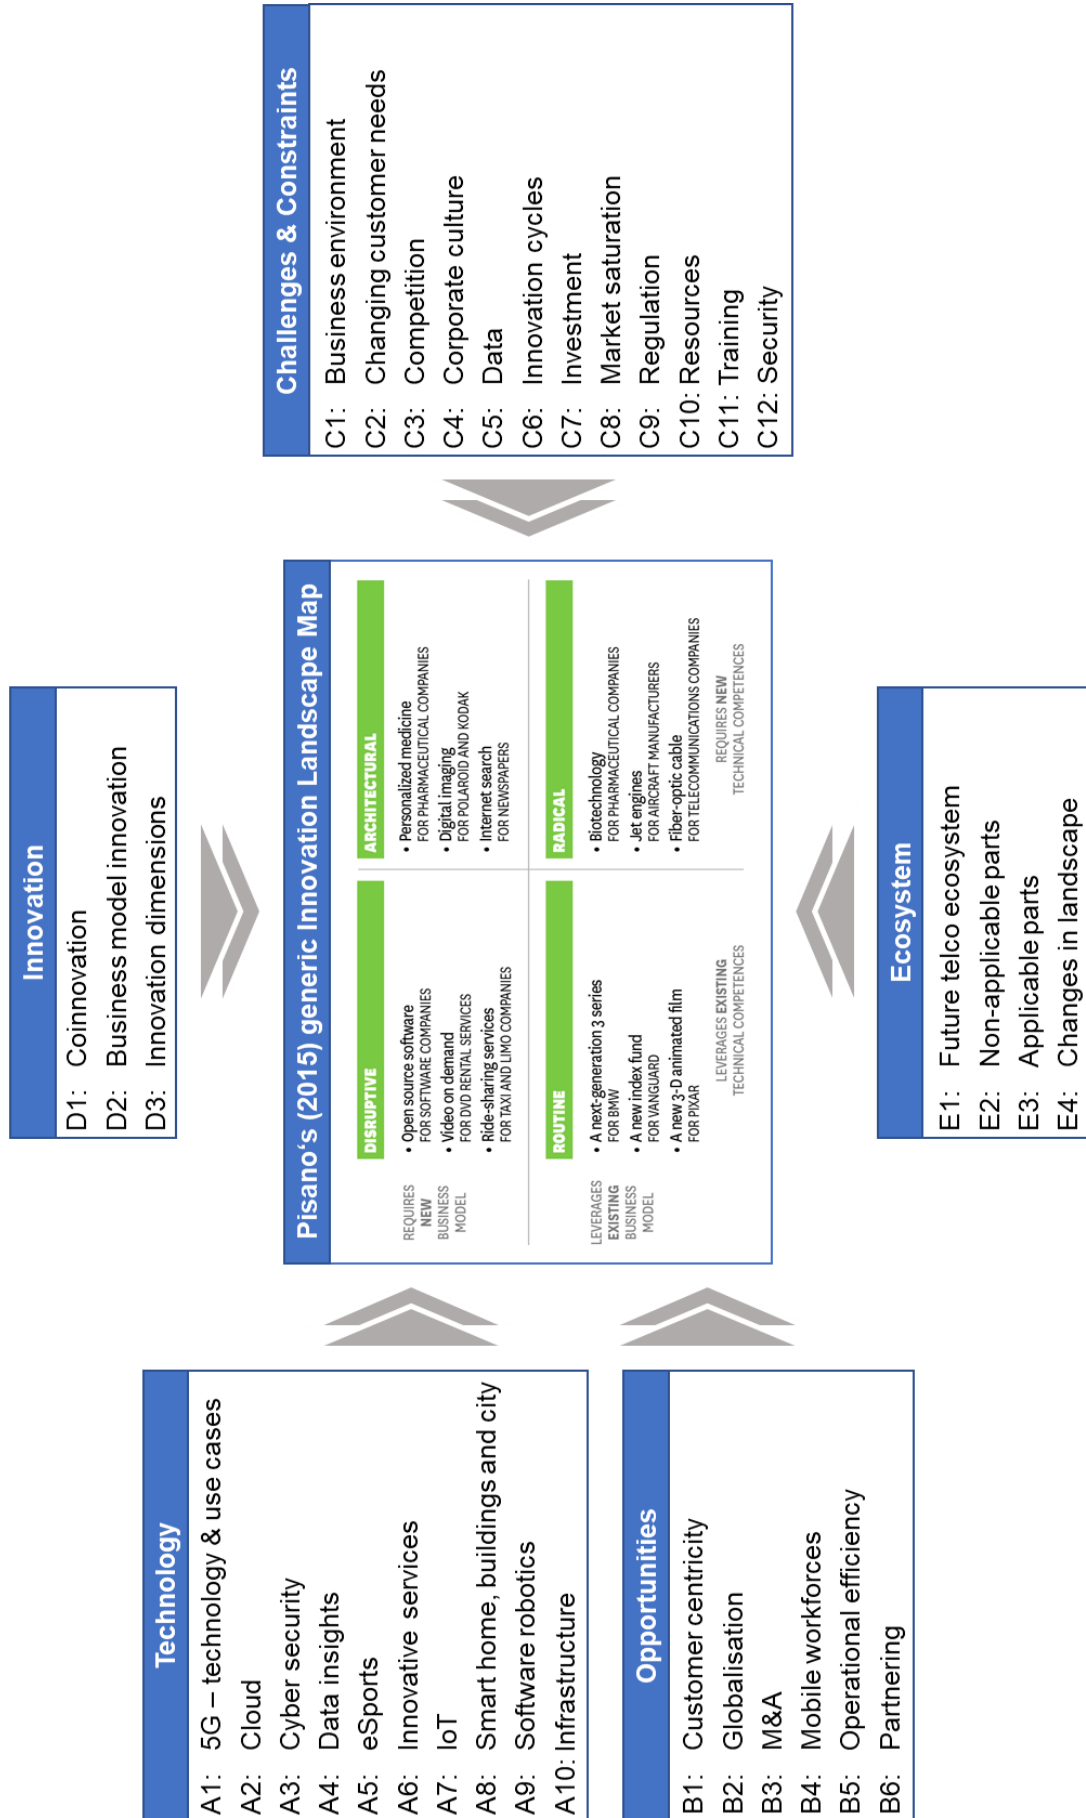 Technology
A1: 5G – technology & use cases
A2: Cloud
A3: Cyber security
A4: Data insights
A5: eSports
A6: Innovative services
A7: IoT
A8: Smart home, buildings and city
A9: Software robotics
A10: Infrastructure
Opportunities
B1: Customer centricity
B2: Globalisation
B3: M&A
B4: Mobile workforces
B5: Operational efficiency
B6: Partnering
Innovation
D1: Coinnovation
D2: Business model innovation
D3: Innovation dimensions
Pisano‘s (2015) generic Innovation Landscape Map
REQUIRES
NEW
BUSINESS
MODEL
DISRUPTIVE
• Open source software
FOR SOFTWARE COMPANIES
• Video on demand
FOR DVD RENTAL SERVICES
• Ride-sharing services
FOR TAXI AND LIMO COMPANIES
ARCHITECTURAL
• Personalized medicine
FOR PHARMACEUTICAL COMPANIES
• Digital imaging
FOR POLAROID AND KODAK
• Internet search
FOR NEWSPAPERS
LEVERAGES
EXISTING
BUSINESS
MODEL
ROUTINE
• A next-generation 3 series
FOR BMW
• A new index fund
FOR VANGUARD
• A new 3-D animated film
FOR PIXAR
RADICAL
• Biotechnology
FOR PHARMACEUTICAL COMPANIES
• Jet engines
FOR AIRCRAFT MANUFACTURERS
• Fiber-optic cable
FOR TELECOMMUNICATIONS COMPANIES
LEVERAGES EXISTING
TECHNICAL COMPETENCES
REQUIRES NEW
TECHNICAL COMPETENCES
Ecosystem
E1: Future telco ecosystem
E2: Non-applicable parts
E3: Applicable parts
E4: Changes in landscape
Challenges & Constraints
C1: Business environment
C2: Changing customer needs
C3: Competition
C4: Corporate culture
C5: Data
C6: Innovation cycles
C7: Investment
C8: Market saturation
C9: Regulation
C10: Resources
C11: Training
C12: Security